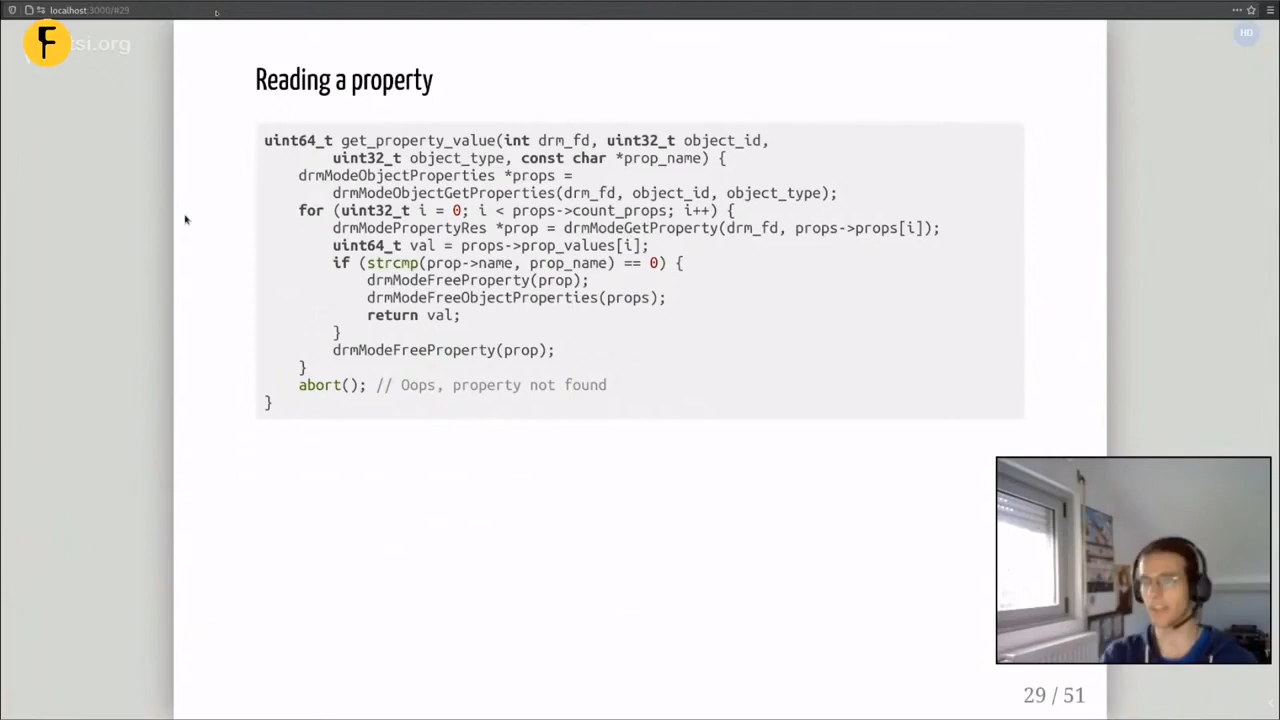 localhost:3000/#29
tsi.org
HD
Reading a property
uint64_t get_property_value(int drm_fd, uint32_t object_id,
        uint32_t object_type, const char *prop_name) {
    drmModeObjectProperties *props =
        drmModeObjectGetProperties(drm_fd, object_id, object_type);
    for (uint32_t i = 0; i < props->count_props; i++) {
        drmModePropertyRes *prop = drmModeGetProperty(drm_fd, props->props[i]);
        uint64_t val = props->prop_values[i];
        if (strcmp(prop->name, prop_name) == 0) {
            drmModeFreeProperty(prop);
            drmModeFreeObjectProperties(props);
            return val;
        }
        drmModeFreeProperty(prop);
    }
    abort(); // Oops, property not found
}
29 / 51